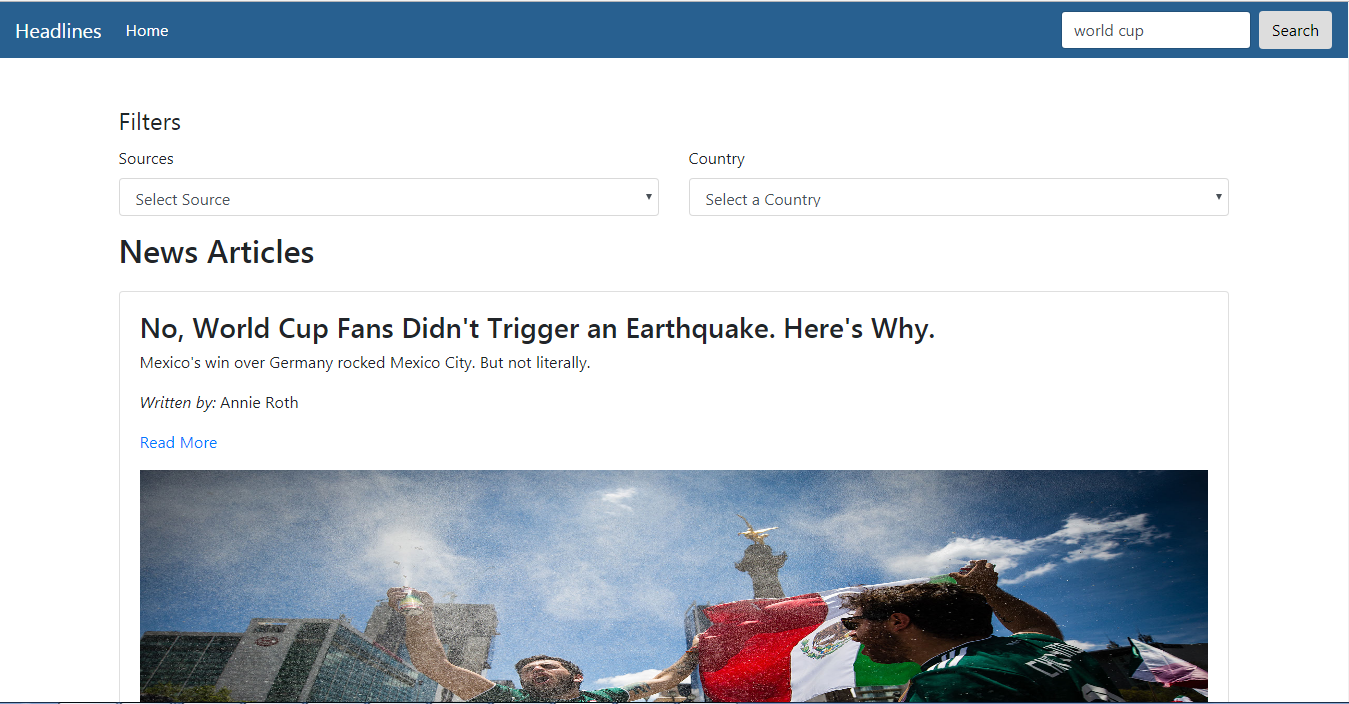 Headlines Home world cup Search
Filters
Sources Country
Select Source Select a Country
News Articles
No, World Cup Fans Didn't Trigger an Earthquake. Here's Why.
Mexico's win over Germany rocked Mexico City. But not literally.
Written by: Annie Roth
Read More